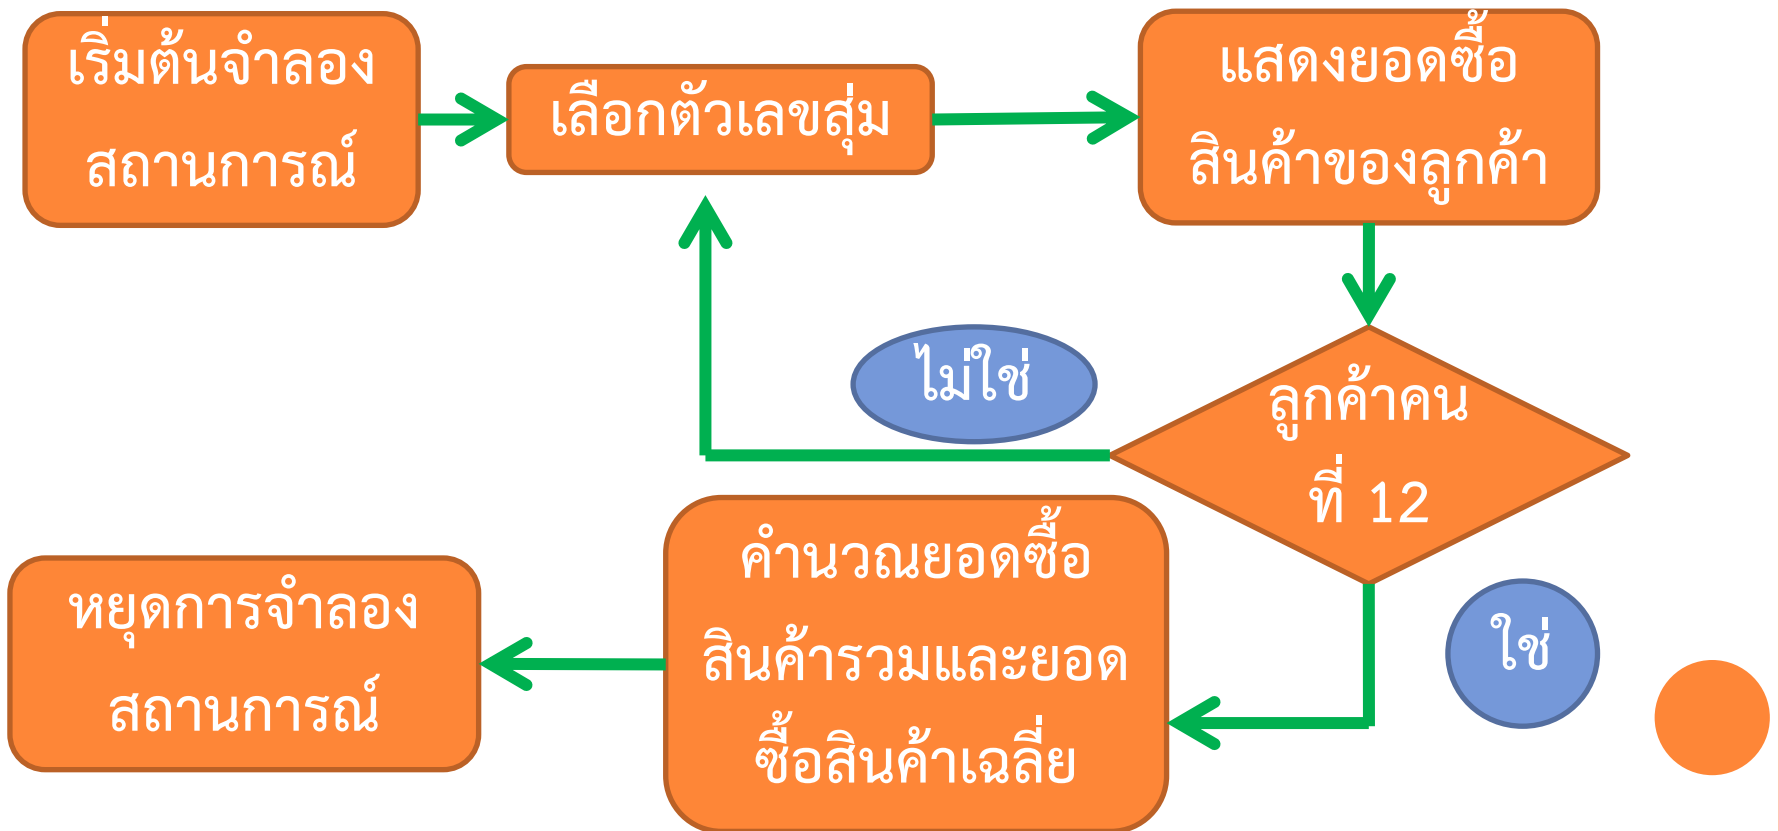 เริ่มต้นจำลอง
สถานการณ์
เลือกตัวเลขสุ่ม
แสดงยอดซื้อ
สินค้าของลูกค้า
ไม่ใช่
ลูกค้าคน
ที่ 12
ใช่
คำนวณยอดซื้อ
สินค้ารวมและยอด
ซื้อสินค้าเฉลี่ย
หยุดการจำลอง
สถานการณ์